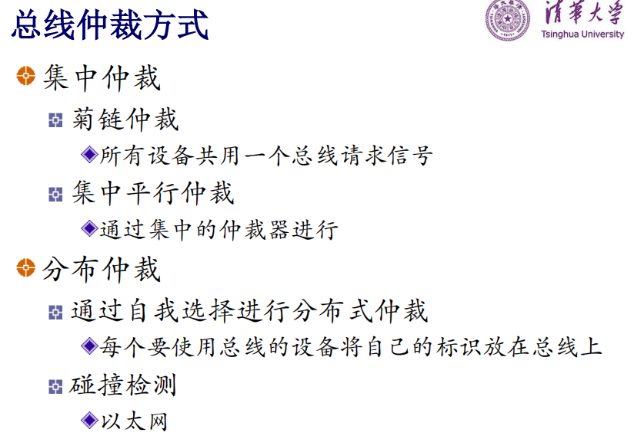 总线仲裁方式
清华大学
Tsinghua University
集中仲裁
菊链仲裁
所有设备共用一个总线请求信号
集中平行仲裁
通过集中的仲裁器进行
分布仲裁
通过自我选择进行分布式仲裁
每个要使用总线的设备将自己的标识放在总线上
碰撞检测
以太网